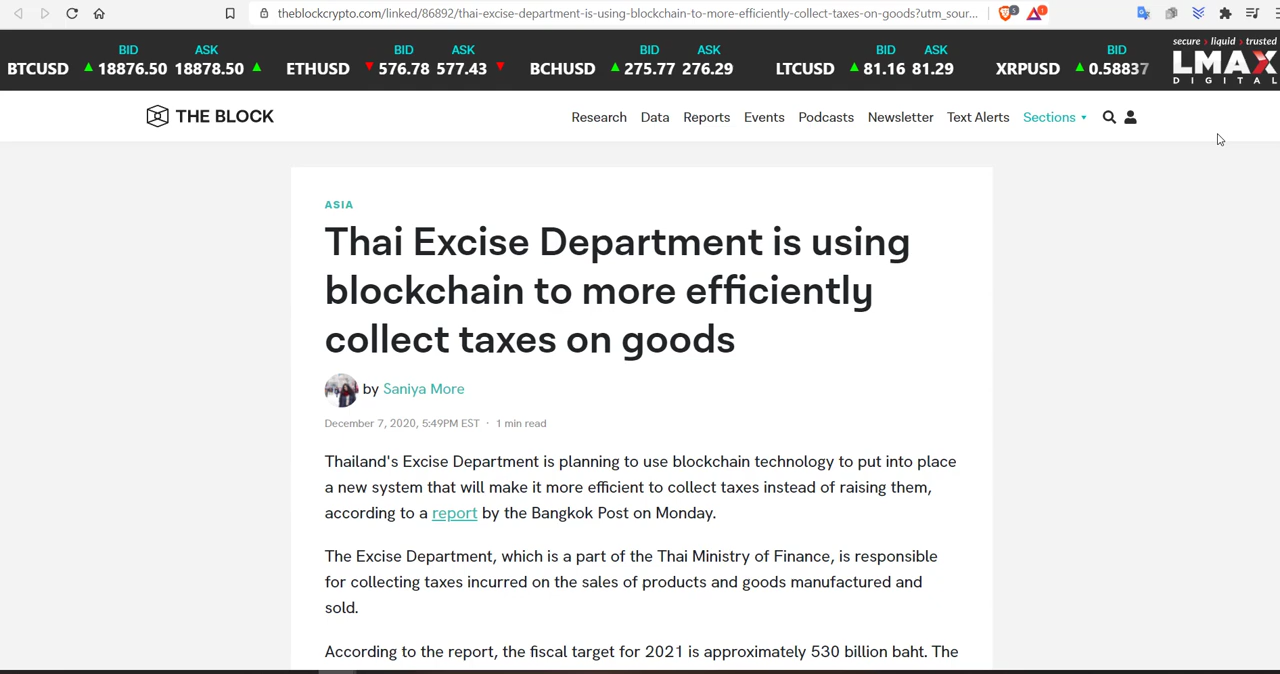 theblockcrypto.com/linked/86892/thai-excise-department-is-using-blockchain-to-more-efficiently-collect-taxes-on-goods?utm_sour...
BID ASK BID ASK BID ASK BID ASK BID
BTCUSD 18876.50 18878.50 ETHUSD 576.78 577.43 BCHUSD 275.77 276.29 LTCUSD 81.16 81.29 XRPUSD 0.58837
secure › liquid › trusted
LMAX
DIGITAL
THE BLOCK
Research Data Reports Events Podcasts Newsletter Text Alerts Sections
ASIA
Thai Excise Department is using
blockchain to more efficiently
collect taxes on goods
by Saniya More
December 7, 2020, 5:49PM EST · 1 min read
Thailand's Excise Department is planning to use blockchain technology to put into place
a new system that will make it more efficient to collect taxes instead of raising them,
according to a report by the Bangkok Post on Monday.
The Excise Department, which is a part of the Thai Ministry of Finance, is responsible
for collecting taxes incurred on the sales of products and goods manufactured and
sold.
According to the report, the fiscal target for 2021 is approximately 530 billion baht. The